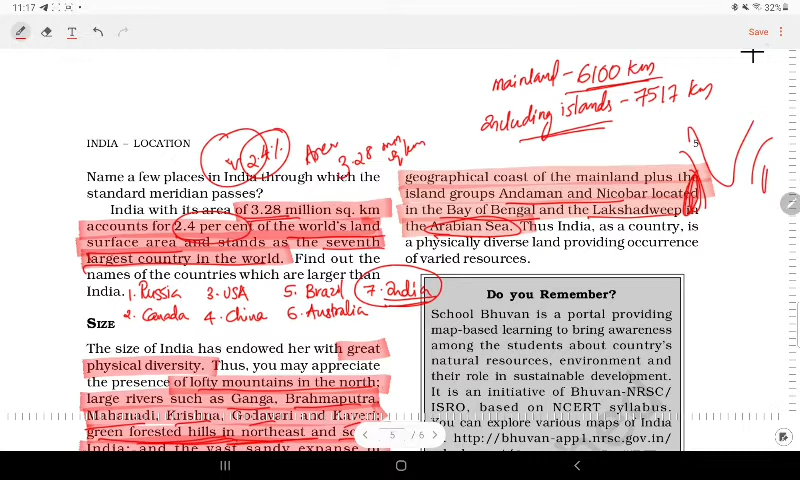 11:17
32%
Save
mainland - 6100 Km
including islands - 7517 Km
INDIA – LOCATION
2.4%
Area
3.28 mn sq km
5
Name a few places in India through which the
standard meridian passes?
India with its area of 3.28 million sq. km
accounts for 2.4 per cent of the world's land
surface area and stands as the seventh
largest country in the world. Find out the
names of the countries which are larger than
India.
1. Russia 3. USA 5. Brazil 7. India
2. Canada 4. China 6. Australia
SIZE
The size of India has endowed her with great
physical diversity. Thus, you may appreciate
the presence of lofty mountains in the north;
large rivers such as Ganga, Brahmaputra,
Mahanadi, Krishna, Godavari and Kaveri;
green forested hills in northeast and
India; and the vast sandy expanse of
geographical coast of the mainland plus the
island groups Andaman and Nicobar located
in the Bay of Bengal and the Lakshadweep in
the Arabian Sea. Thus India, as a country, is
a physically diverse land providing occurrence
of varied resources.
Do you Remember?
School Bhuvan is a portal providing
map-based learning to bring awareness
among the students about country's
natural resources, environment and
their role in sustainable development.
It is an initiative of Bhuvan-NRSC/
ISRO, based on NCERT syllabus.
You can explore various maps of India
http://bhuvan-app1.nrsc.gov.in/
5 / 6